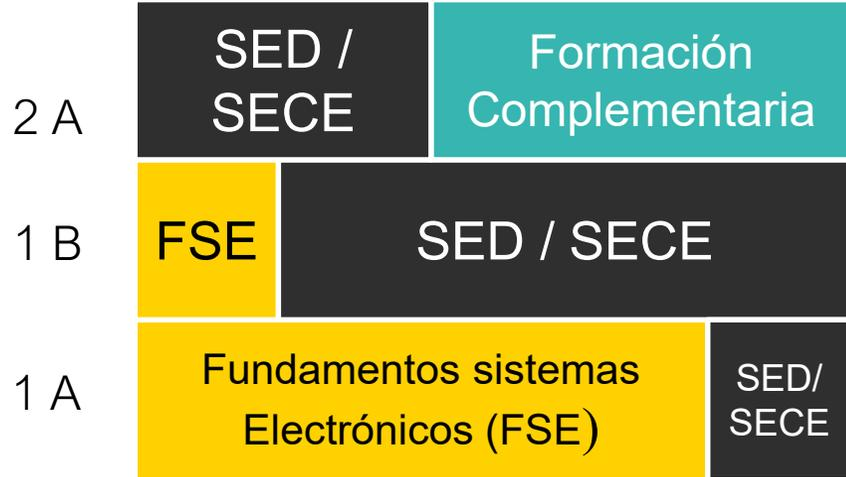 SED /
SECE
Formación
Complementaria
2 A
FSE
SED / SECE
1 B
Fundamentos sistemas
Electrónicos (FSE)
SED/
SECE
1 A